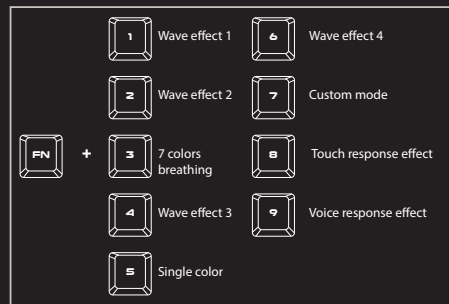 1 Wave effect 1
6 Wave effect 4
2 Wave effect 2
7 Custom mode
FN + 3 7 colors
breathing
8 Touch response effect
4 Wave effect 3
9 Voice response effect
5 Single color